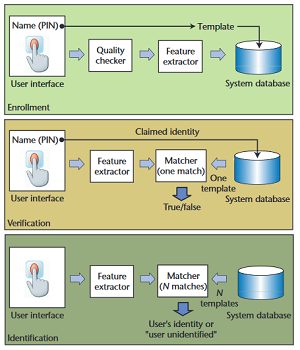 Name (PIN)
Template
Quality
checker
Feature
extractor
User interface
System database
Enrollment
Name (PIN)
Claimed identity
Feature
extractor
Matcher
(one match)
One
template
User interface
True/false
System database
Verification
Feature
extractor
Matcher
(N matches)
N
templates
User interface
System database
User's identity or
"user unidentified"
Identification